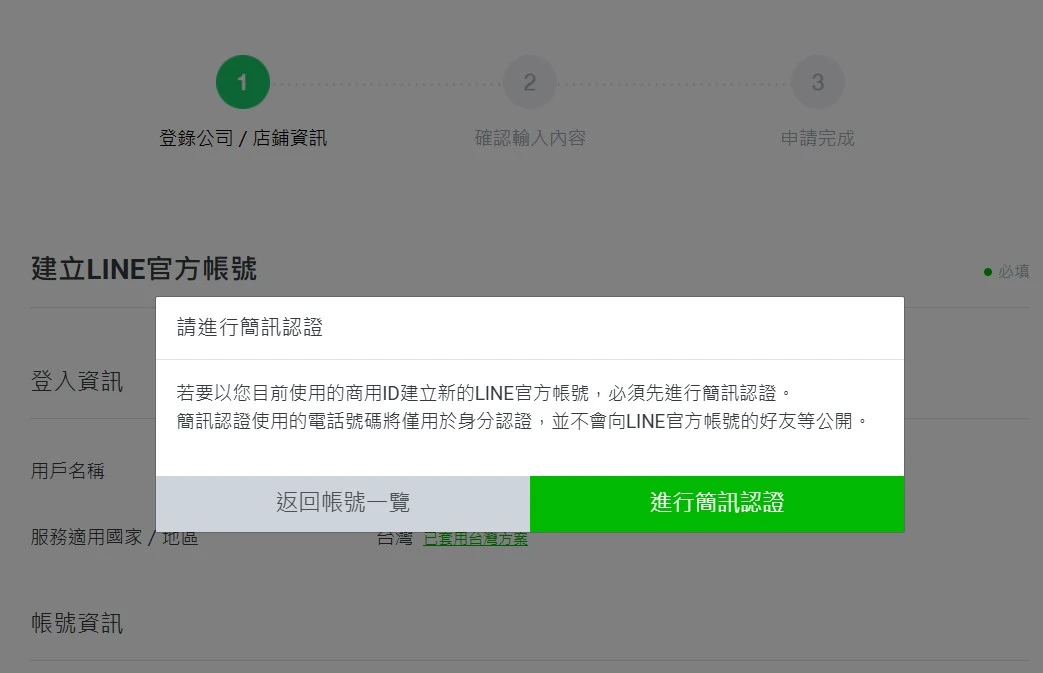 1
2
3
登錄公司 / 店鋪資訊
確認輸入內容
申請完成
建立LINE官方帳號
必填
請進行簡訊認證
登入資訊
若要以您目前使用的商用ID建立新的LINE官方帳號，必須先進行簡訊認證。
簡訊認證使用的電話號碼將僅用於身分認證，並不會向LINE官方帳號的好友等公開。
用戶名稱
返回帳號一覽
進行簡訊認證
服務適用國家 / 地區
台灣 已套用台灣方案
帳號資訊